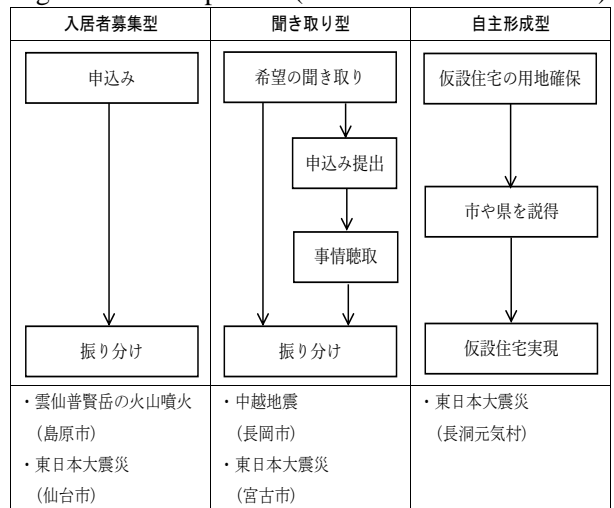 入居者募集型
申込み
振り分け
・雲仙普賢岳の火山噴火
(島原市)
・東日本大震災
(仙台市)
聞き取り型
希望の聞き取り
申込み提出
事情聴取
振り分け
・中越地震
(長岡市)
・東日本大震災
(宮古市)
自主形成型
仮設住宅の用地確保
市や県を説得
仮設住宅実現
・東日本大震災
(長洞元気村)